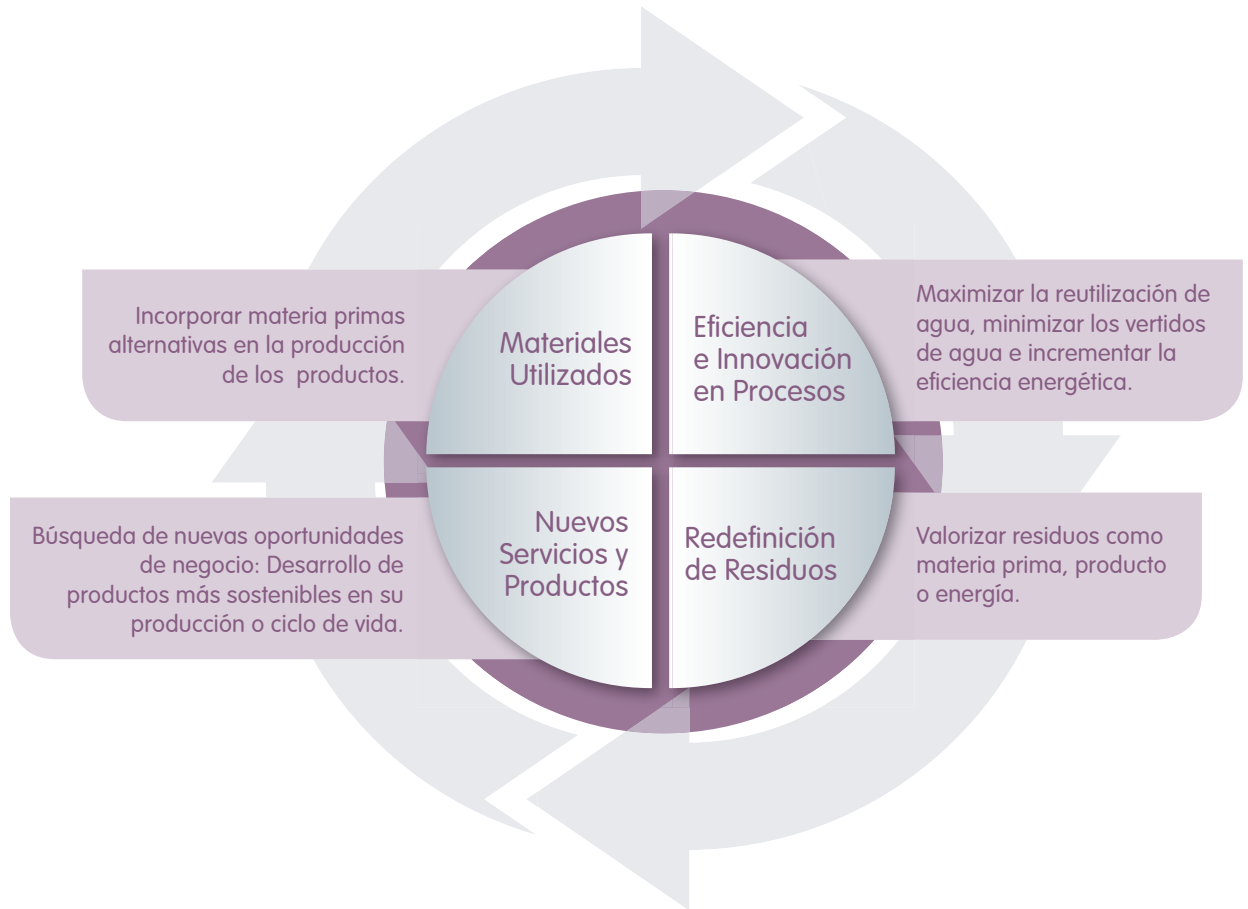 Incorporar materia primas
alternativas en la producción
de los productos.
Materiales
Utilizados
Eficiencia
e Innovación
en Procesos
Maximizar la reutilización de
agua, minimizar los vertidos
de agua e incrementar la
eficiencia energética.
Búsqueda de nuevas oportunidades
de negocio: Desarrollo de
productos más sostenibles en su
producción o ciclo de vida.
Nuevos
Servicios y
Productos
Redefinición
de Residuos
Valorizar residuos como
materia prima, producto
o energía.